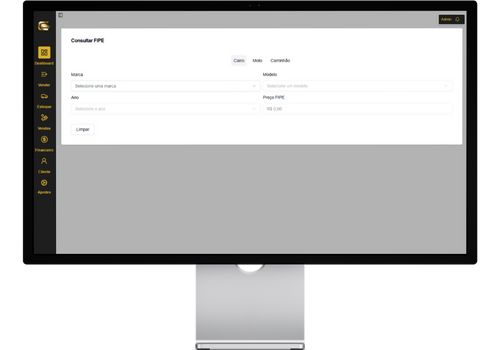 Admin
Consultar FIPE
Carro Moto Caminhão
Marca Modelo
Selecione uma marca Selecione um modelo
Ano Preço FIPE
Selecione o ano R$ 0,00
Limpar
Dashboard
Vender
Estoque
Vendas
Financeiro
Cliente
Ajustes